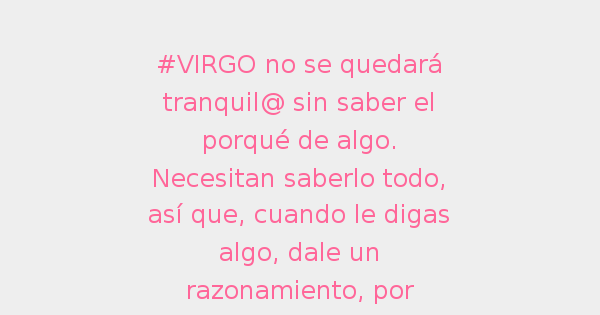 #VIRGO no se quedará
tranquil@ sin saber el
porqué de algo.
Necesitan saberlo todo,
así que, cuando le digas
algo, dale un
razonamiento, por